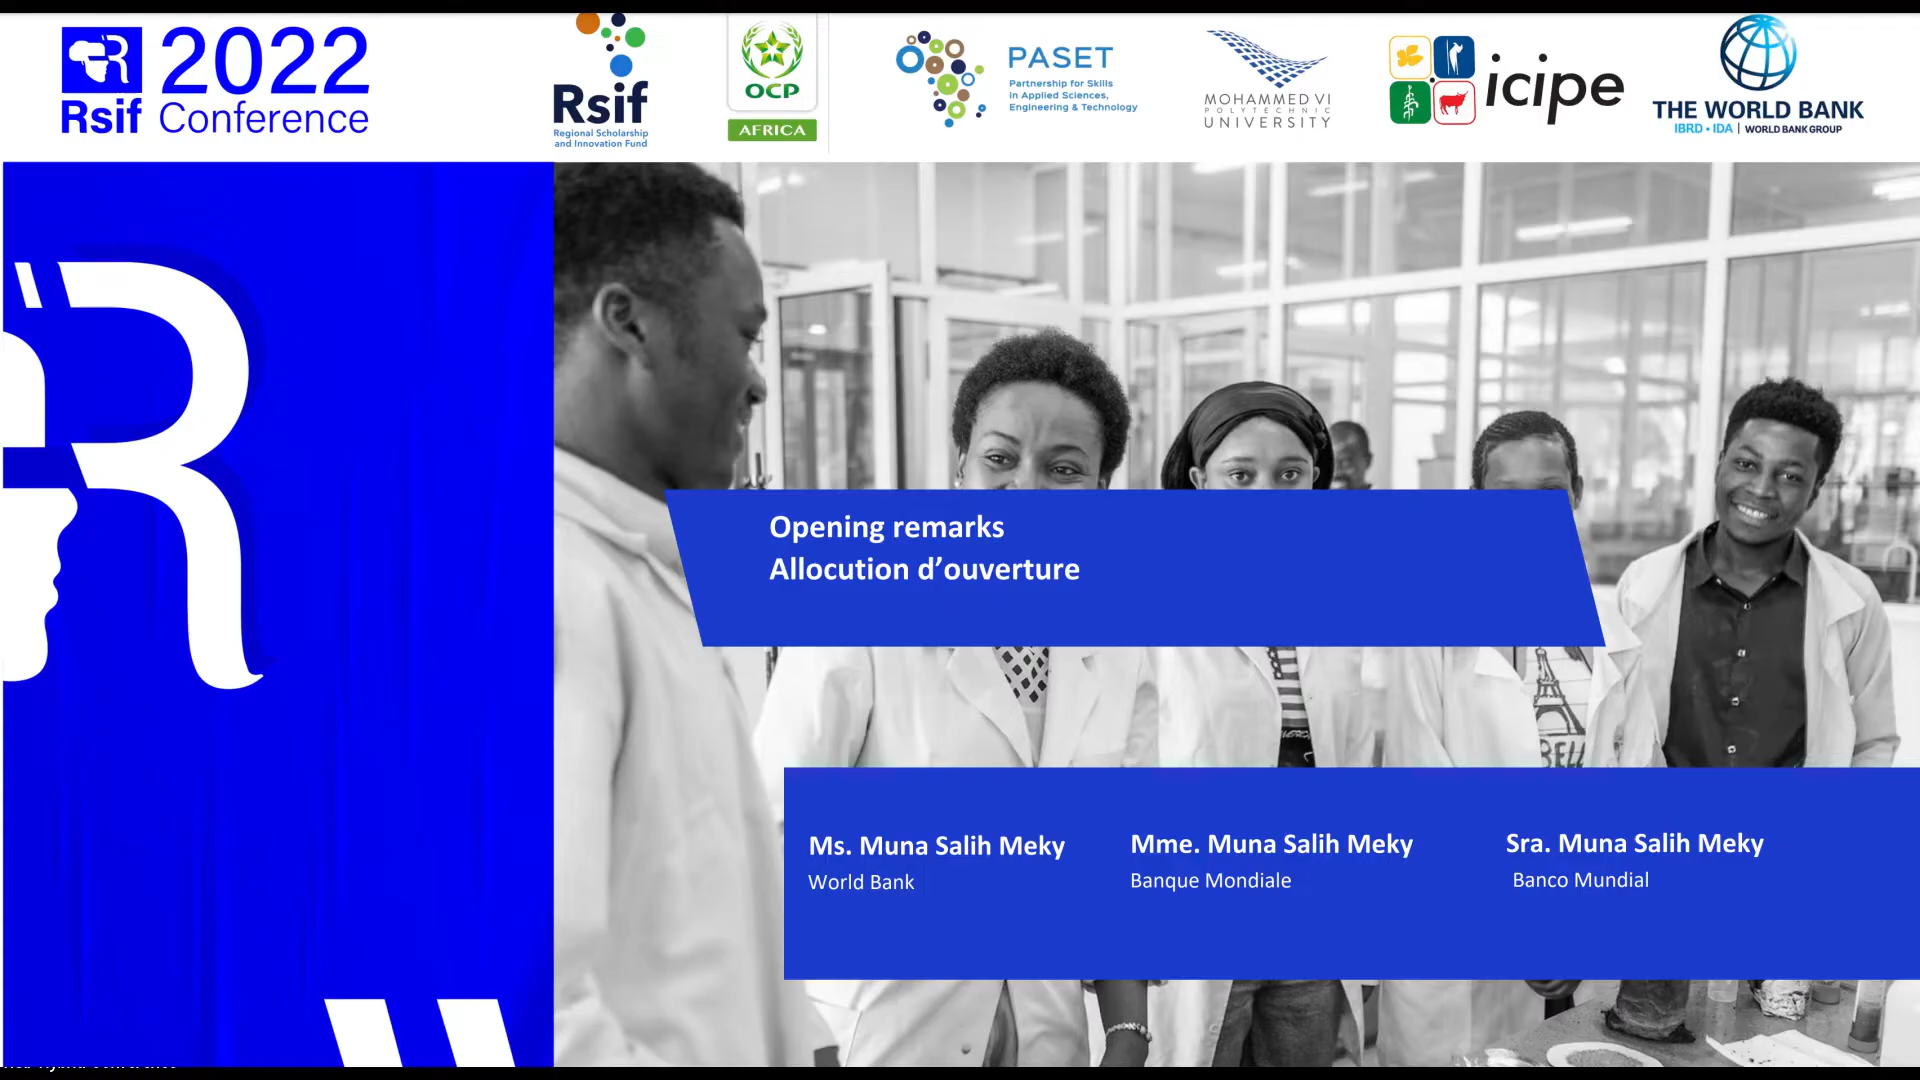 2022
Rsif Conference
Rsif
Regional Scholarship
and Innovation Fund
OCP
AFRICA
PASET
Partnership for Skills
in Applied Sciences,
Engineering & Technology
MOHAMMED VI
POLYTECHNIC
UNIVERSITY
icipe
THE WORLD BANK
IBRD • IDA | WORLD BANK GROUP
Opening remarks
Allocution d’ouverture
Ms. Muna Salih Meky
World Bank
Mme. Muna Salih Meky
Banque Mondiale
Sra. Muna Salih Meky
Banco Mundial